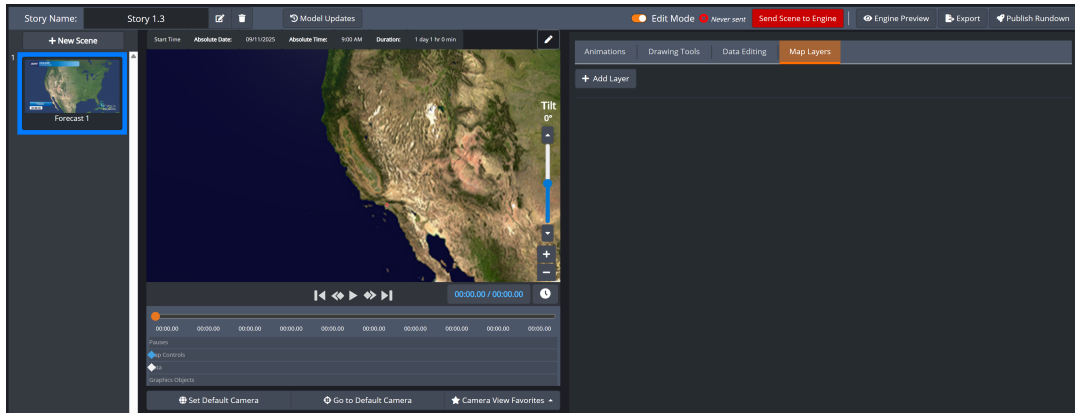 Story Name: Story 1.3 Model Updates Edit Mode Never sent Send Scene to Engine Engine Preview Export Publish Rundown
+ New Scene
Start Time Absolute Date: 09/11/2025 Absolute Time: 9:00 AM Duration: 1 day 1 hr 0 min
Animations Drawing Tools Data Editing Map Layers
1
+ Add Layer
Forecast 1
Tilt
0°
00:00.00 / 00:00.00
00:00.00 00:00.00 00:00.00 00:00.00 00:00.00 00:00.00 00:00.00 00:00.00 00:00.00 00:00.00
Pauses
ap Controls
ta
Graphics Objects
Set Default Camera Go to Default Camera Camera View Favorites